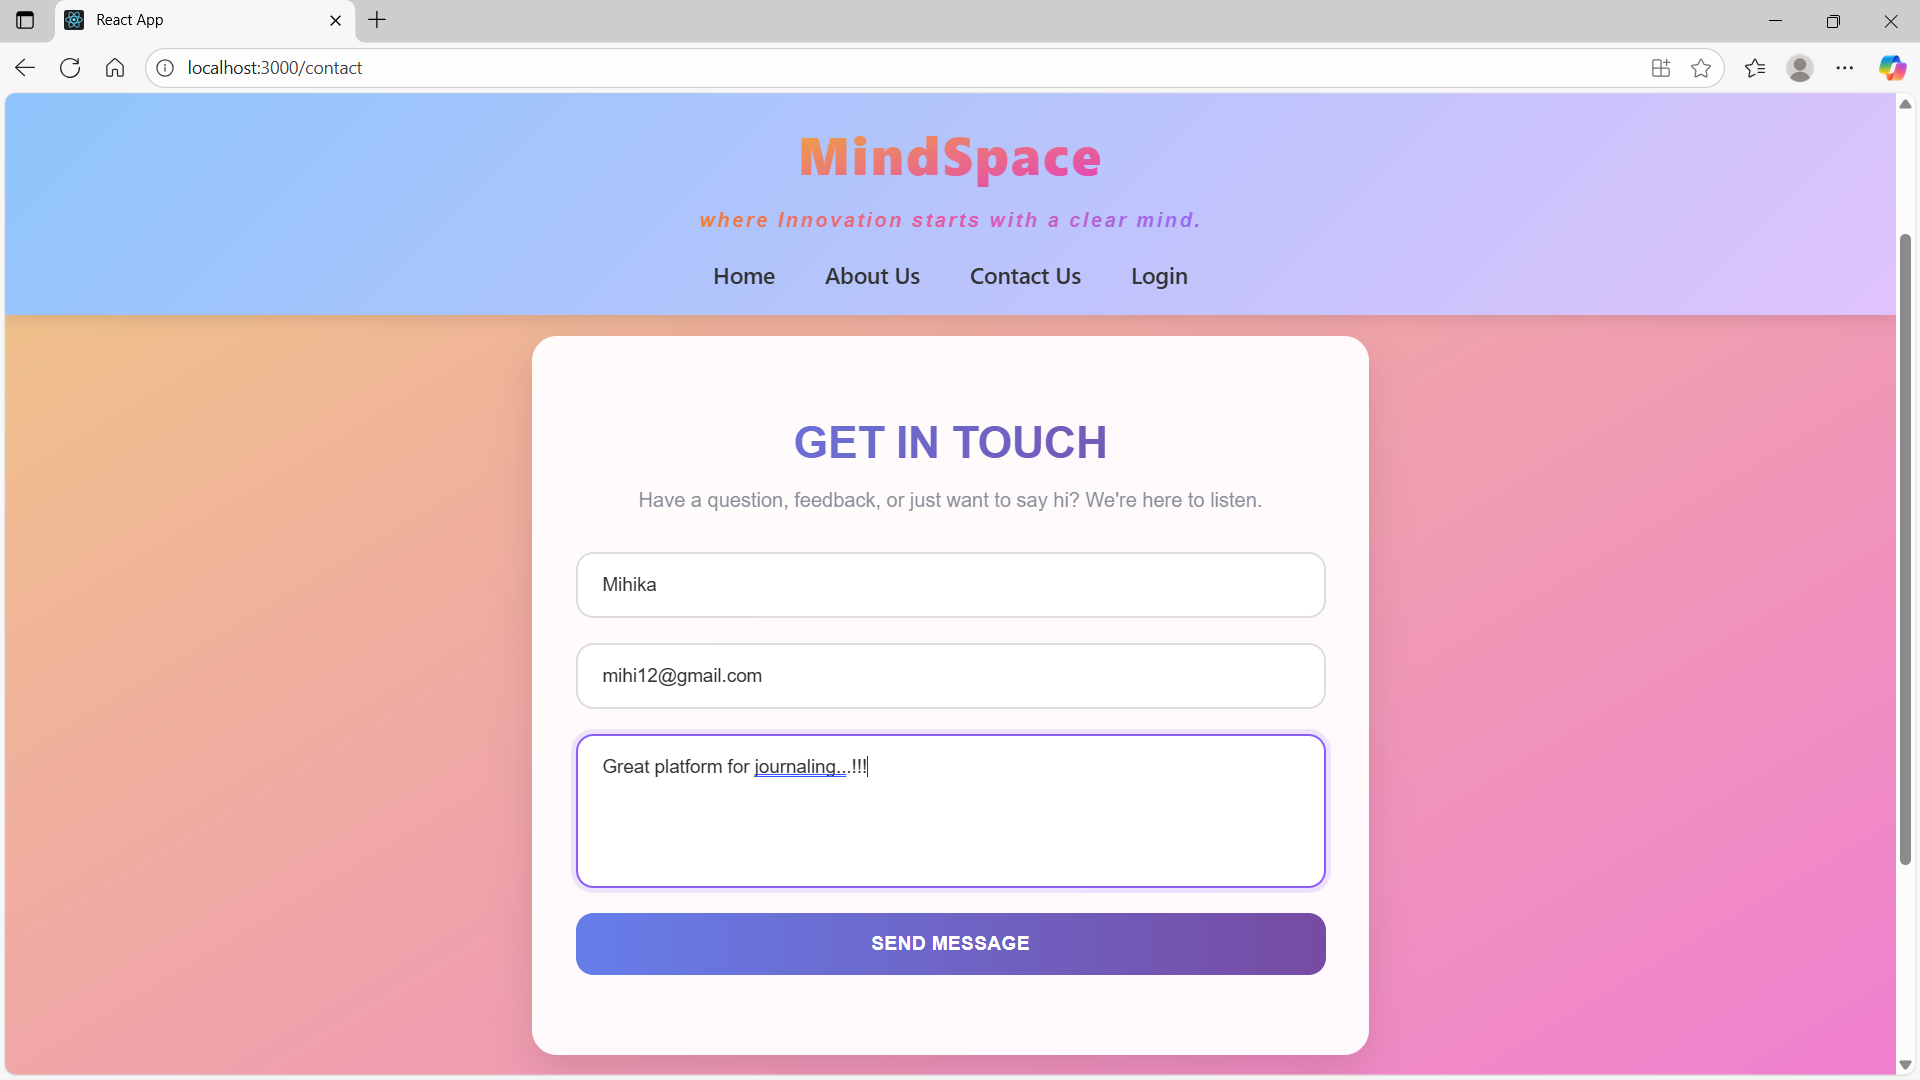 React App
localhost:3000/contact
MindSpace
where Innovation starts with a clear mind.
Home About Us Contact Us Login
GET IN TOUCH
Have a question, feedback, or just want to say hi? We're here to listen.
Mihika
mihi12@gmail.com
Great platform for journaling...!!!
SEND MESSAGE